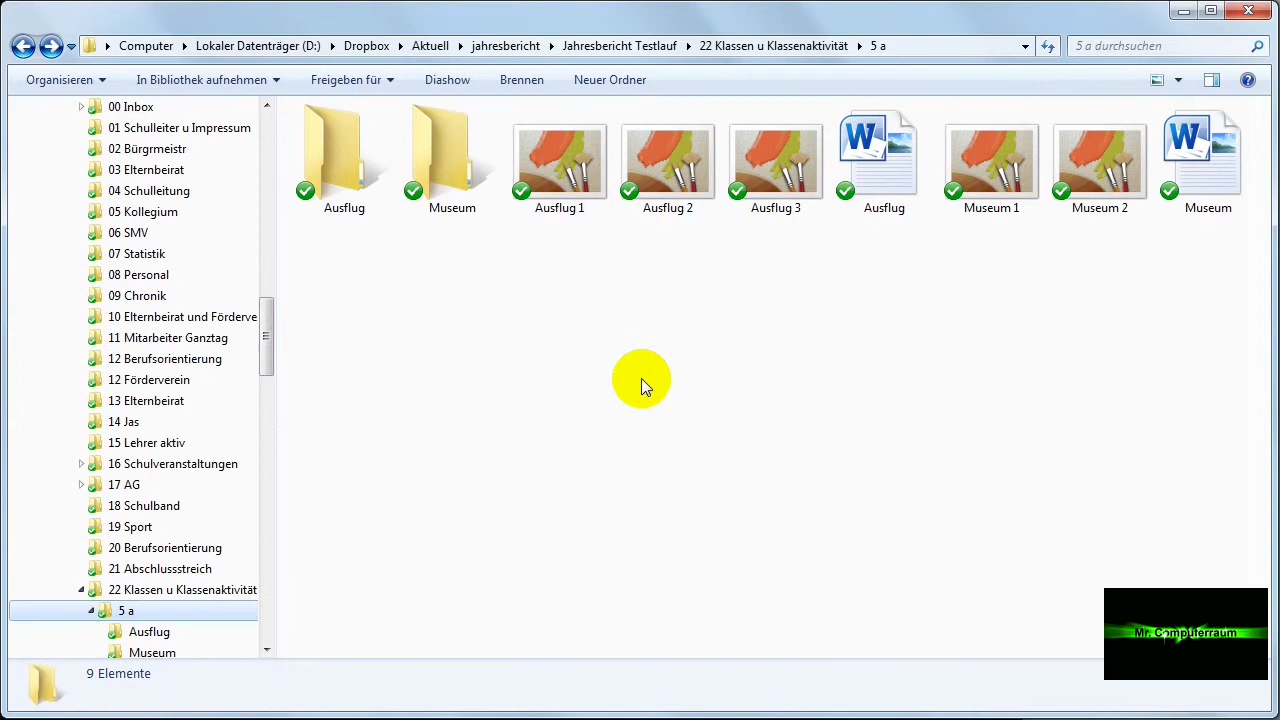 Computer Lokaler Datenträger (D:) Dropbox Aktuell jahresbericht Jahresbericht Testlauf 22 Klassen u Klassenaktivität 5 a 5 a durchsuchen
Organisieren In Bibliothek aufnehmen Freigeben für Diashow Brennen Neuer Ordner
00 Inbox
01 Schulleiter u Impressum
02 Bürgrmeistr
03 Elternbeirat
04 Schulleitung
05 Kollegium
06 SMV
07 Statistik
08 Personal
09 Chronik
10 Elternbeirat und Förderve
11 Mitarbeiter Ganztag
12 Berufsorientierung
12 Förderverein
13 Elternbeirat
14 Jas
15 Lehrer aktiv
16 Schulveranstaltungen
17 AG
18 Schulband
19 Sport
20 Berufsorientierung
21 Abschlussstreich
22 Klassen u Klassenaktivität
5 a
Ausflug
Museum
Ausflug Museum Ausflug 1 Ausflug 2 Ausflug 3 Ausflug Museum 1 Museum 2 Museum
9 Elemente
Mr. Computerraum